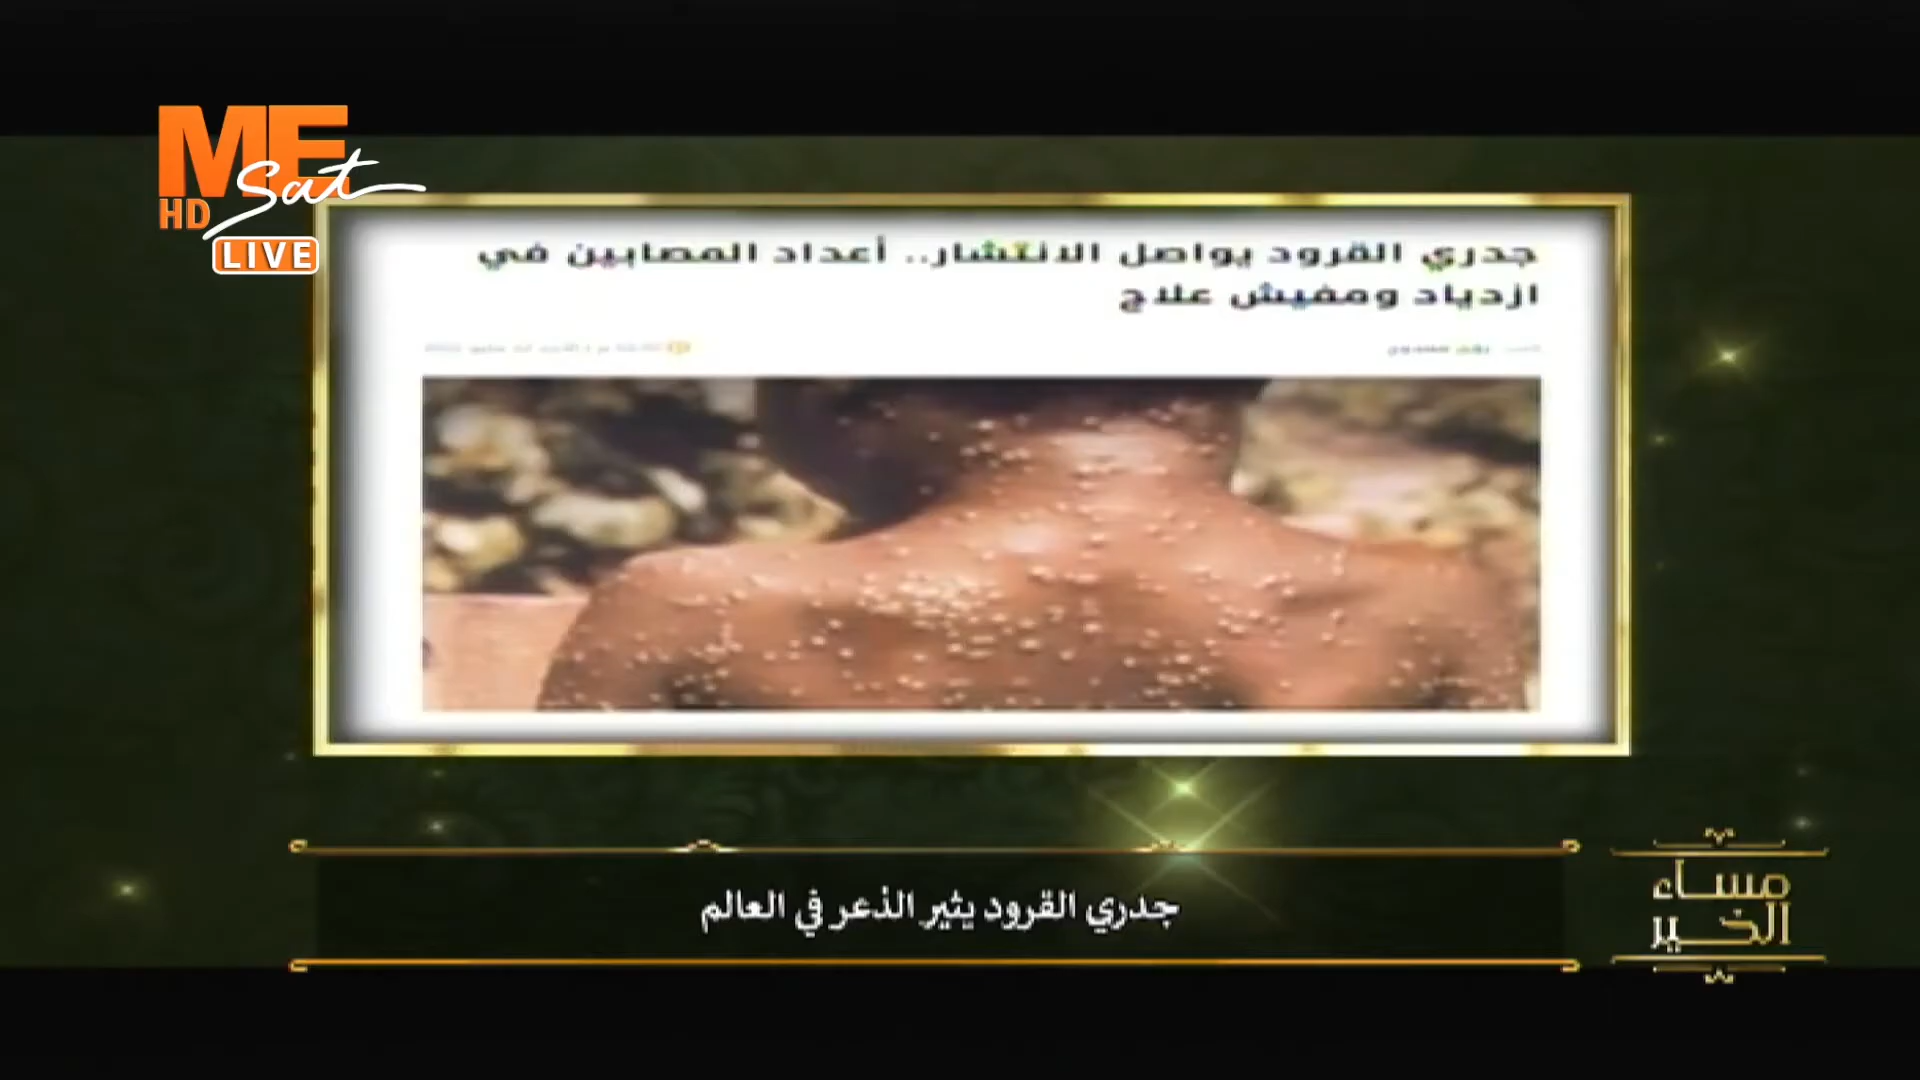 ME
Sat
HD
LIVE
جدري القرود يواصل الانتشار.. أعداد المصابين في
ازدياد ومفيش علاج
جدري القرود يثير الذعر في العالم
مساء
الخير